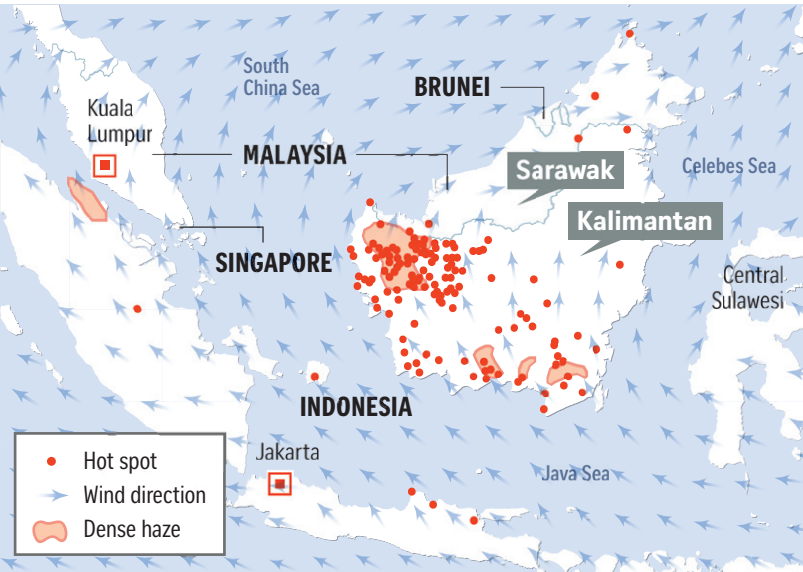 South
China Sea
BRUNEI
Kuala
Lumpur
MALAYSIA
Sarawak
Celebes Sea
Kalimantan
SINGAPORE
Central
Sulawesi
INDONESIA
Jakarta
Java Sea
Hot spot
Wind direction
Dense haze